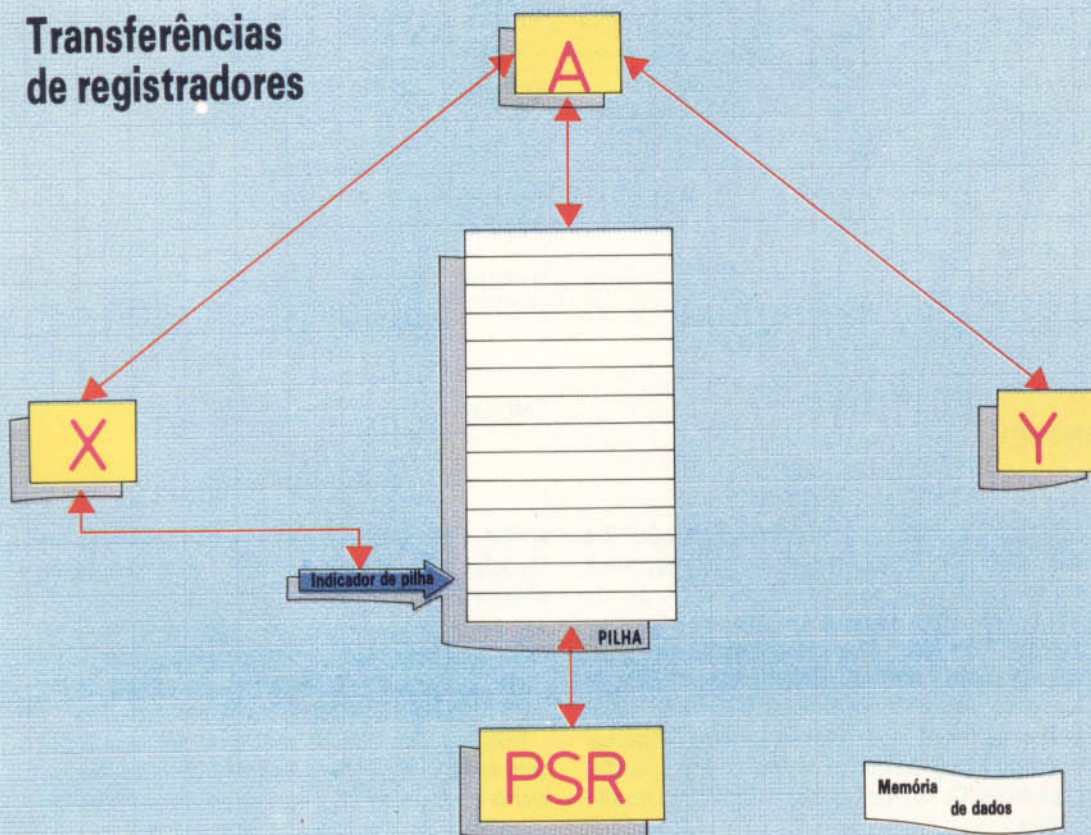 Transferências
de registradores
A
X
Y
Indicador de pilha
PILHA
PSR
Memória
de dados